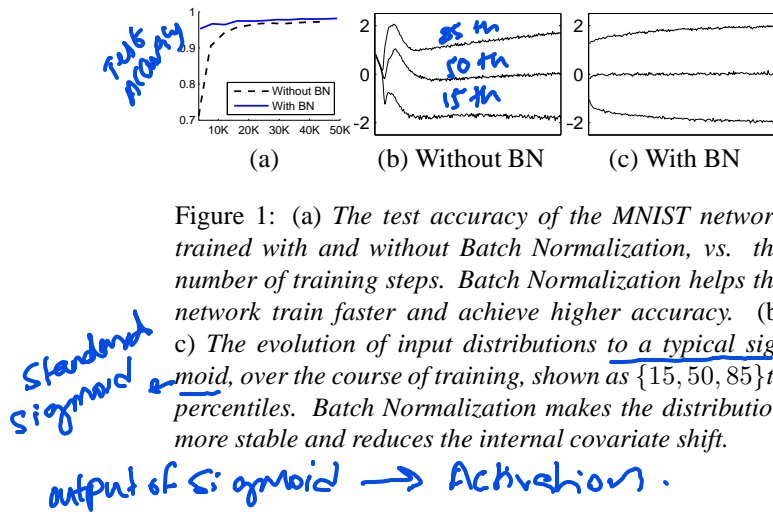 Test
Accuracy
1
0.9
0.8
0.7
Without BN
With BN
10K 20K 30K 40K 50K
(a)
2
0
-2
85 th
50 th
15 th
(b) Without BN
2
0
-2
(c) With BN
Figure 1: (a) The test accuracy of the MNIST network
trained with and without Batch Normalization, vs. th
number of training steps. Batch Normalization helps th
network train faster and achieve higher accuracy. (b
c) The evolution of input distributions to a typical sig
moid, over the course of training, shown as {15, 50, 85}t
percentiles. Batch Normalization makes the distribution
more stable and reduces the internal covariate shift.
Standard
sigmoid ←
output of sigmoid → Activations.